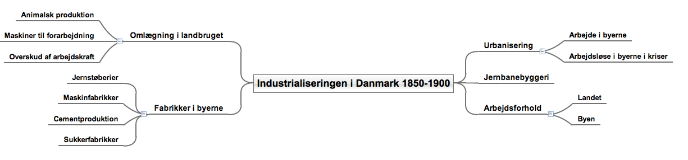 Animalsk produktion
Maskiner til forarbejdning
Overskud af arbejdskraft
Omlægning i landbruget
Jernstøberier
Maskinfabrikker
Cementproduktion
Sukkerfabrikker
Fabrikker i byerne
Industrialiseringen i Danmark 1850-1900
Urbanisering
Arbejde i byerne
Arbejdsløse i byerne i kriser
Jernbanebyggeri
Arbejdsforhold
Landet
Byen